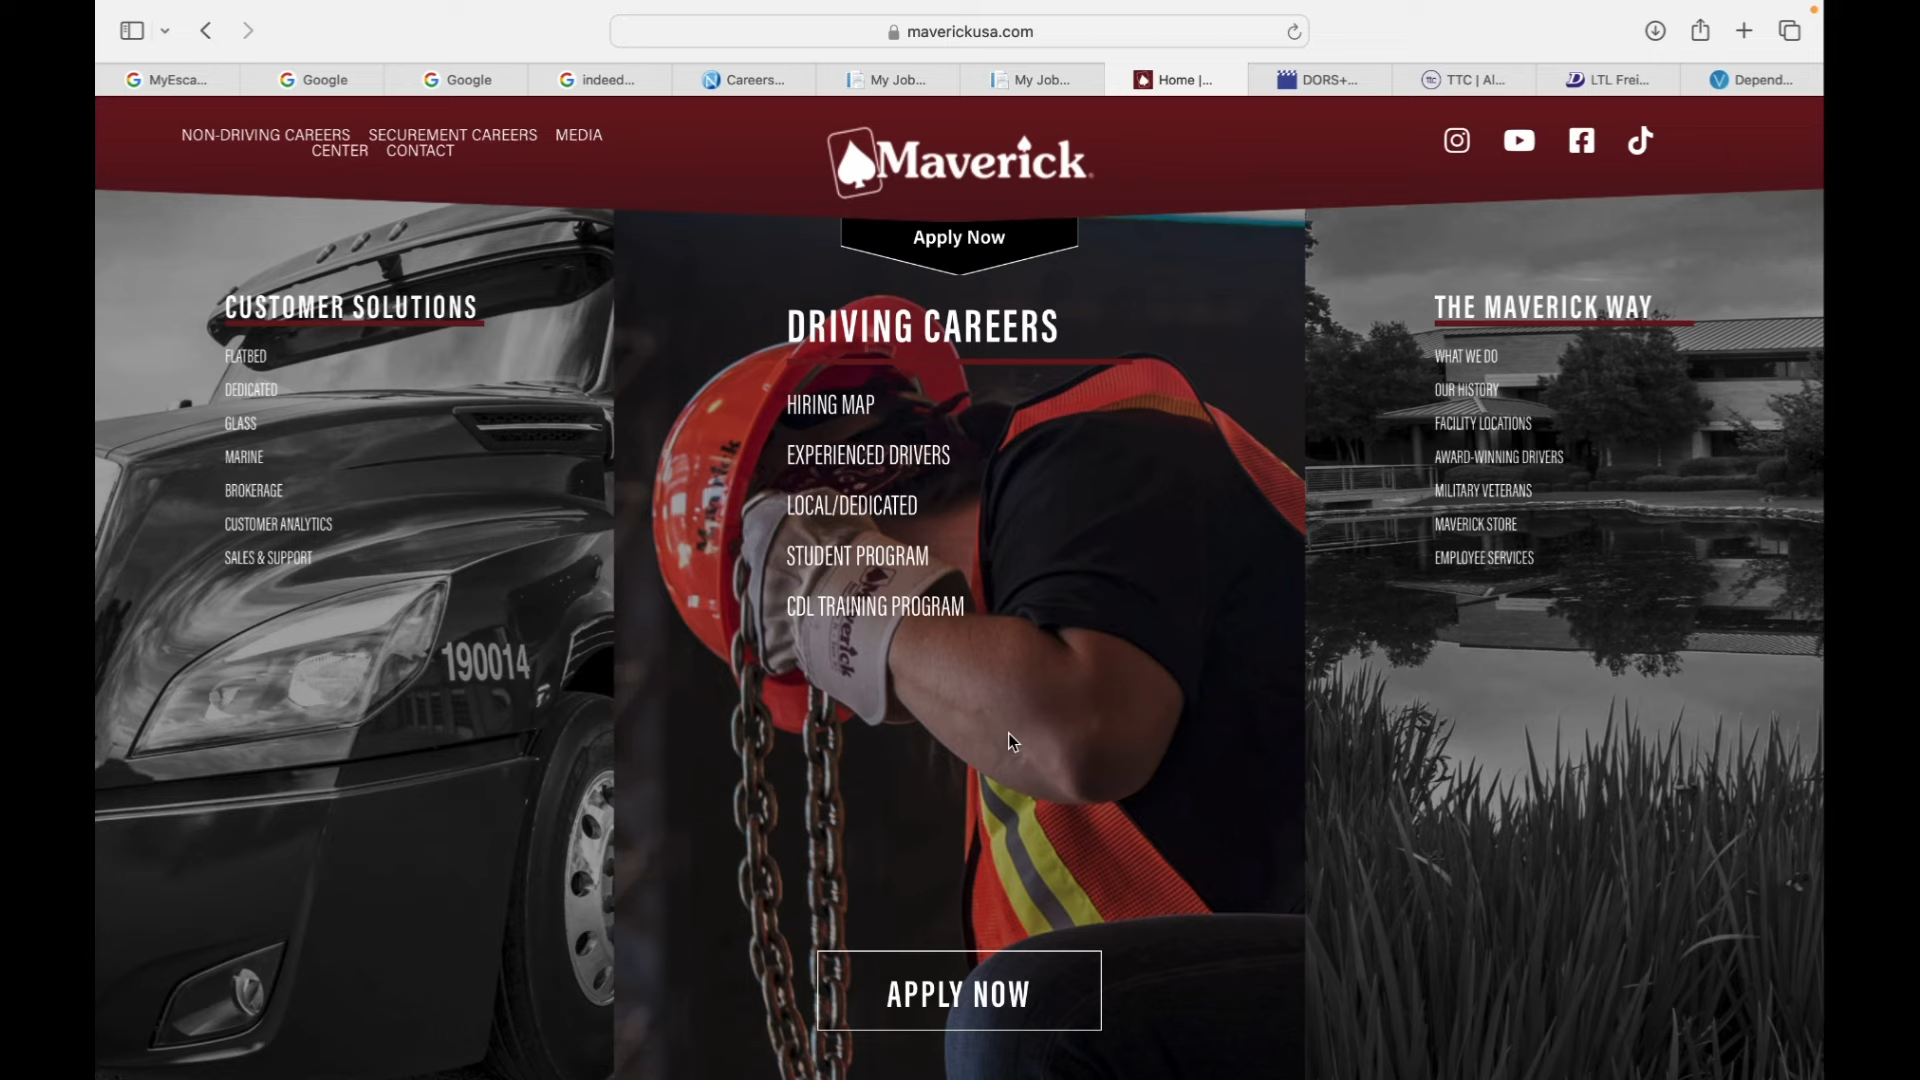 maverickusa.com
MyEsca...
Google
Google
indeed...
Careers...
My Job...
My Job...
Home |...
DORS+...
TTC | Al...
LTL Frei...
Depend...
NON-DRIVING CAREERS SECUREMENT CAREERS MEDIA
CENTER CONTACT
Maverick
Apply Now
CUSTOMER SOLUTIONS
FLATBED
DEDICATED
GLASS
MARINE
BROKERAGE
CUSTOMER ANALYTICS
SALES & SUPPORT
190014
DRIVING CAREERS
HIRING MAP
EXPERIENCED DRIVERS
LOCAL/DEDICATED
STUDENT PROGRAM
CDL TRAINING PROGRAM
Maverick
Maverick
APPLY NOW
THE MAVERICK WAY
WHAT WE DO
OUR HISTORY
FACILITY LOCATIONS
AWARD-WINNING DRIVERS
MILITARY VETERANS
MAVERICK STORE
EMPLOYEE SERVICES